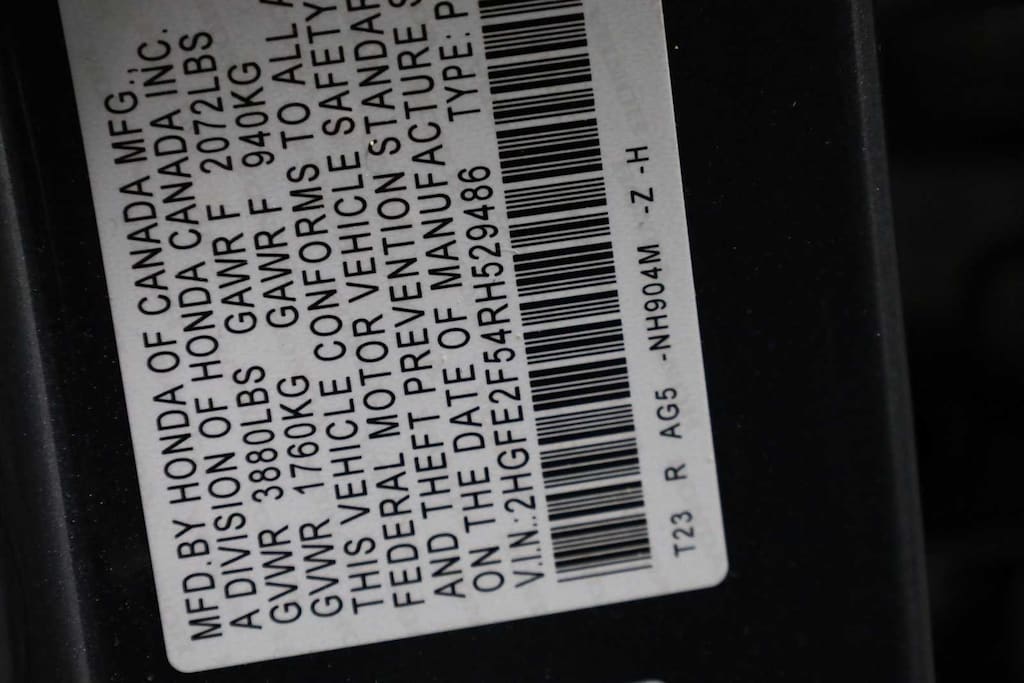 MFD.BY HONDA OF CANADA MFG.,
A DIVISION OF HONDA CANADA INC.
GVWR 3880LBS GAWR F 2072LBS
GVWR 1760KG GAWR F 940KG
THIS VEHICLE CONFORMS TO ALL A
FEDERAL MOTOR VEHICLE SAFETY
AND THEFT PREVENTION STANDAR
ON THE DATE OF MANUFACTURE S
V.I.N.:2HGFE2F54RH529486 TYPE: P
T23 R AG5 -NH904M -Z -H